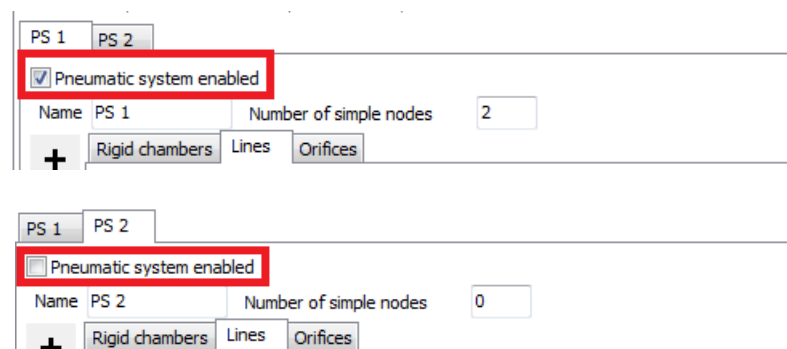 PS 1 PS 2
Pneumatic system enabled
Name PS 1 Number of simple nodes 2
+ Rigid chambers Lines Orifices
PS 1 PS 2
Pneumatic system enabled
Name PS 2 Number of simple nodes 0
+ Rigid chambers Lines Orifices